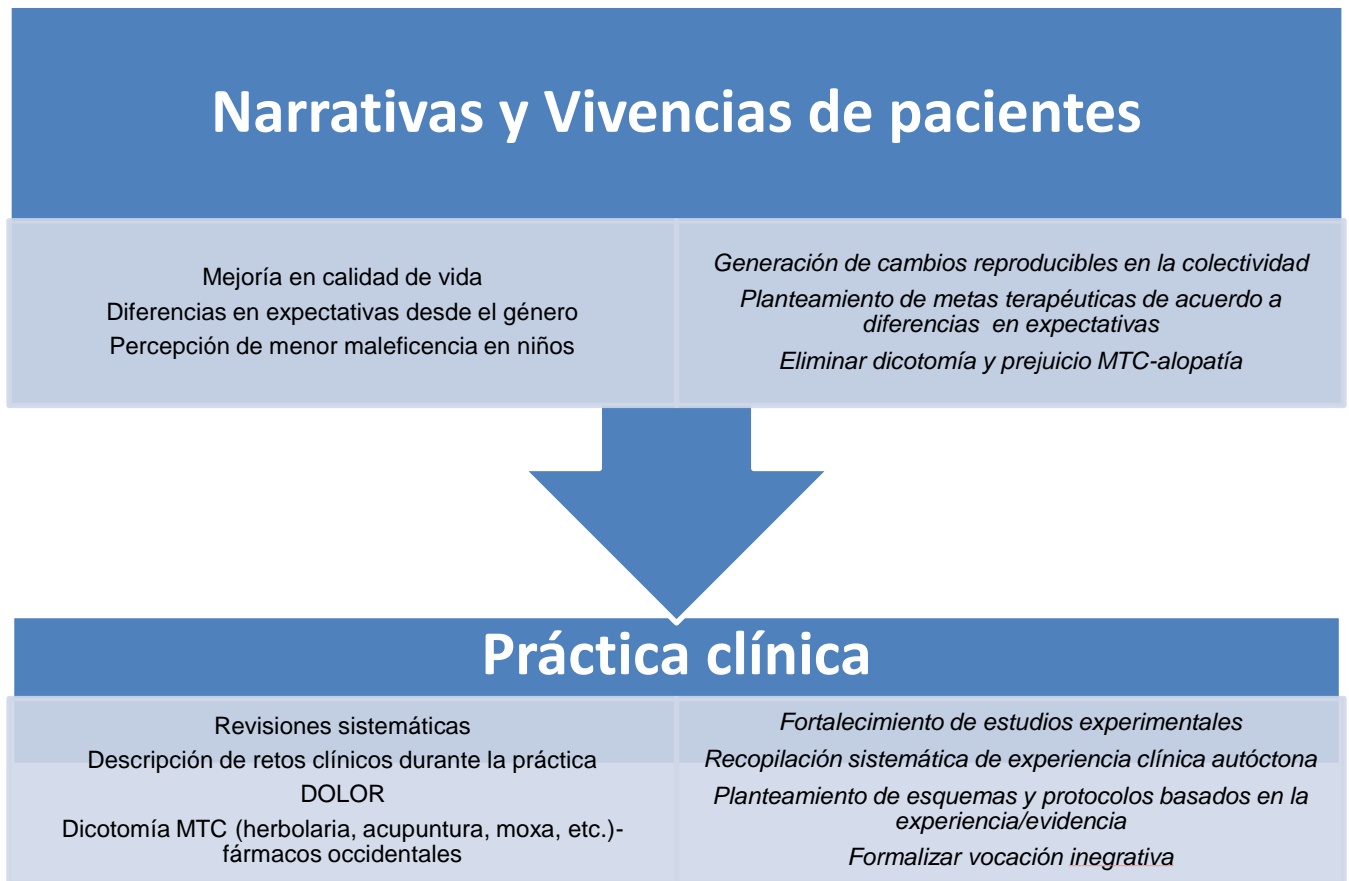 Narrativas y Vivencias de pacientes
Mejoría en calidad de vida
Diferencias en expectativas desde el género
Percepción de menor maleficencia en niños
Generación de cambios reproducibles en la colectividad
Planteamiento de metas terapéuticas de acuerdo a
diferencias en expectativas
Eliminar dicotomía y prejuicio MTC-alopatía
Práctica clínica
Revisiones sistemáticas
Descripción de retos clínicos durante la práctica
DOLOR
Dicotomía MTC (herbolaria, acupuntura, moxa, etc.)-
fármacos occidentales
Fortalecimiento de estudios experimentales
Recopilación sistemática de experiencia clínica autóctona
Planteamiento de esquemas y protocolos basados en la
experiencia/evidencia
Formalizar vocación inegrativa